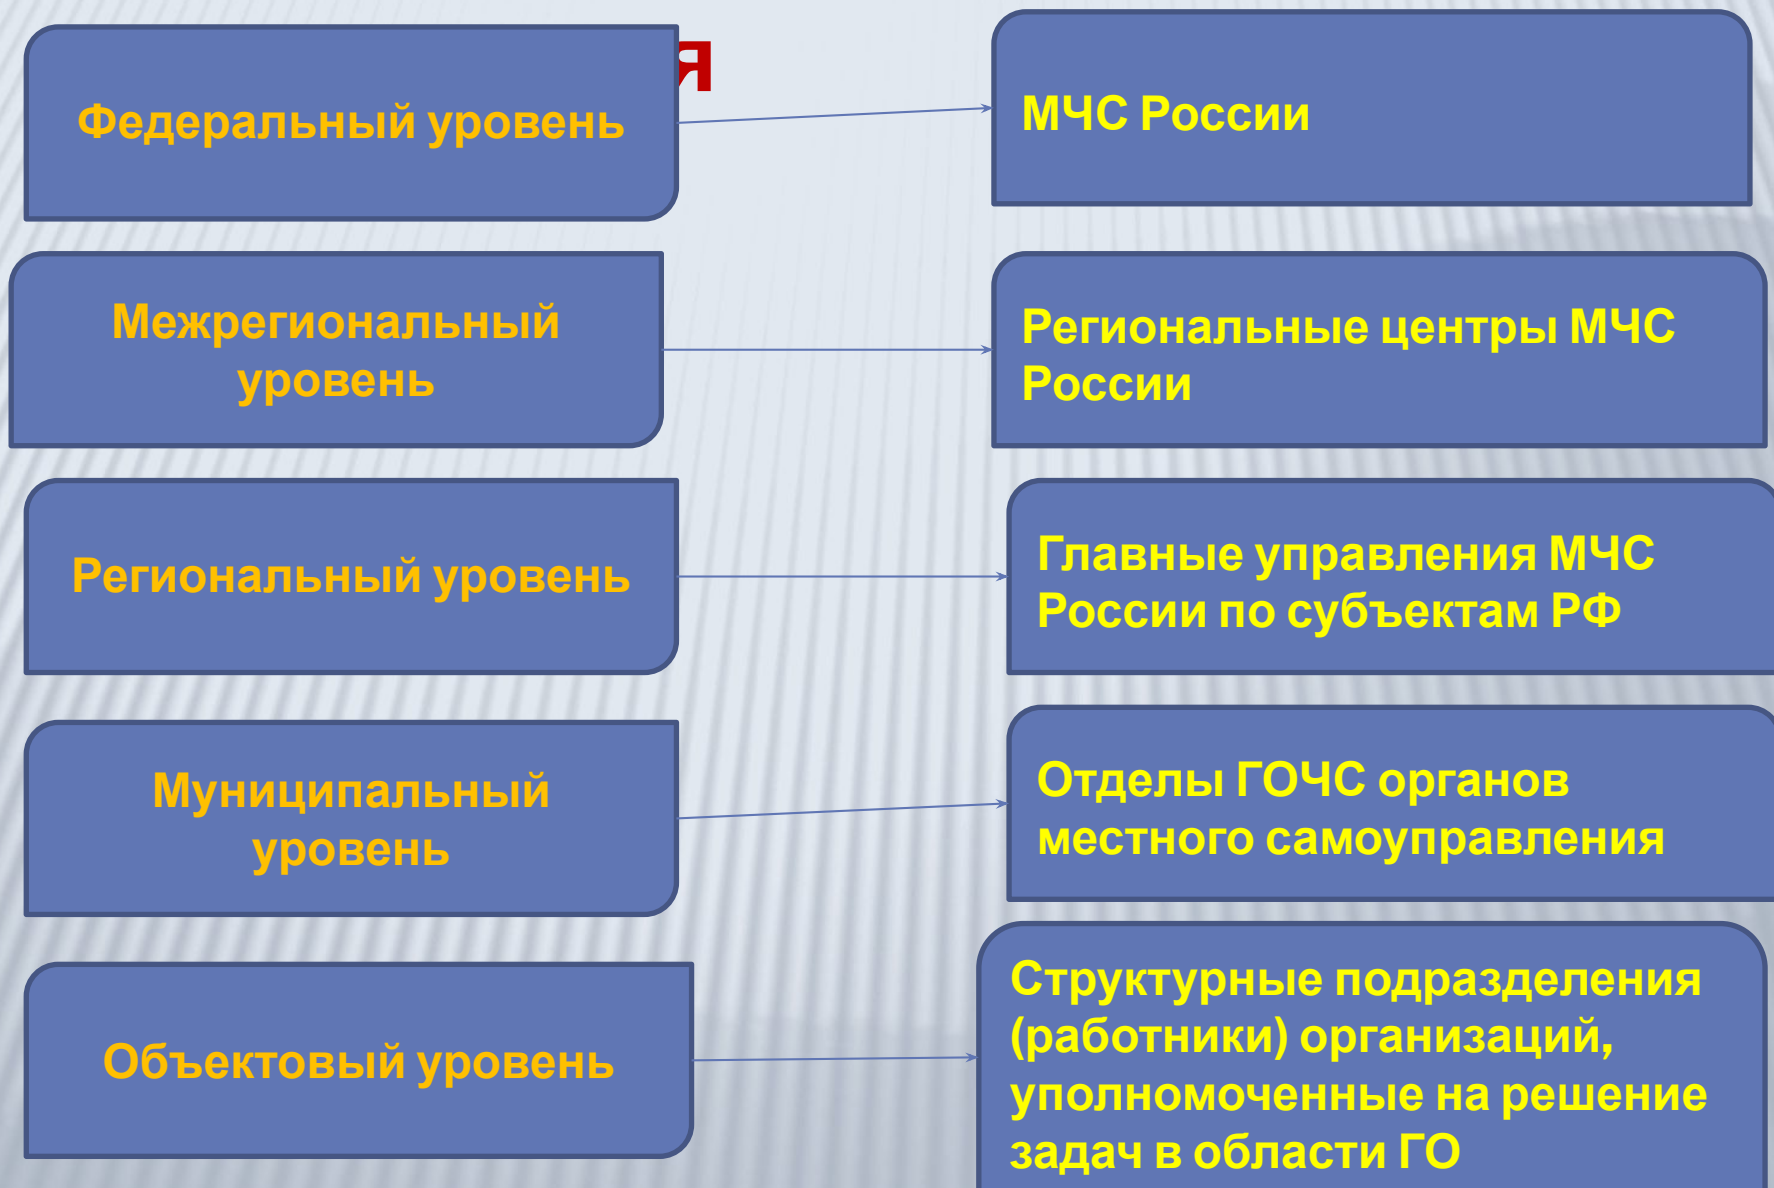 Федеральный уровень
МЧС России
Межрегиональный
уровень
Региональные центры МЧС
России
Региональный уровень
Главные управления МЧС
России по субъектам РФ
Муниципальный
уровень
Отделы ГОЧС органов
местного самоуправления
Объектовый уровень
Структурные подразделения
(работники) организаций,
уполномоченные на решение
задач в области ГО